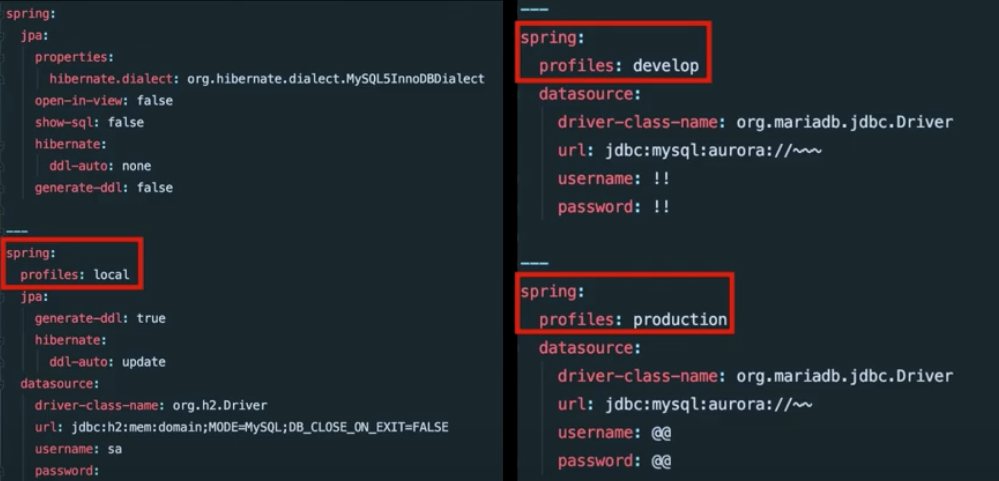 spring:
jpa:
properties:
hibernate.dialect: org.hibernate.dialect.MySQL5InnoDBDialect
open-in-view: false
show-sql: false
hibernate:
ddl-auto: none
generate-ddl: false
---
spring:
profiles: local
jpa:
generate-ddl: true
hibernate:
ddl-auto: update
datasource:
driver-class-name: org.h2.Driver
url: jdbc:h2:mem:domain;MODE=MySQL;DB_CLOSE_ON_EXIT=FALSE
username: sa
password:
---
spring:
profiles: develop
datasource:
driver-class-name: org.mariadb.jdbc.Driver
url: jdbc:mysql:aurora://~~~
username: !!
password: !!
---
spring:
profiles: production
datasource:
driver-class-name: org.mariadb.jdbc.Driver
url: jdbc:mysql:aurora://~~
username: @@
password: @@